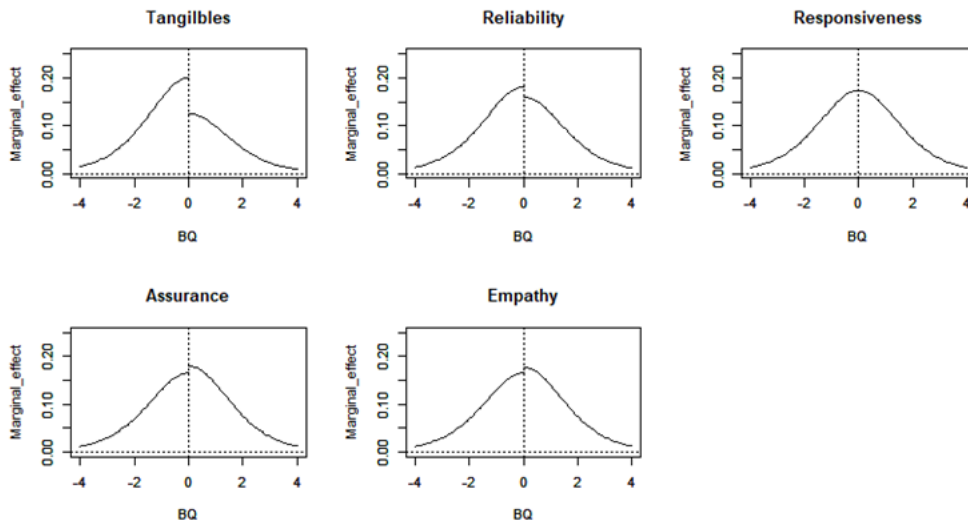 Tangilbles
Marginal_effect
0.00 0.10 0.20
-4 -2 0 2 4
BQ
Reliability
Marginal_effect
0.00 0.10 0.20
-4 -2 0 2 4
BQ
Responsiveness
Marginal_effect
0.00 0.10 0.20
-4 -2 0 2 4
BQ
Assurance
Marginal_effect
0.00 0.10 0.20
-4 -2 0 2 4
BQ
Empathy
Marginal_effect
0.00 0.10 0.20
-4 -2 0 2 4
BQ